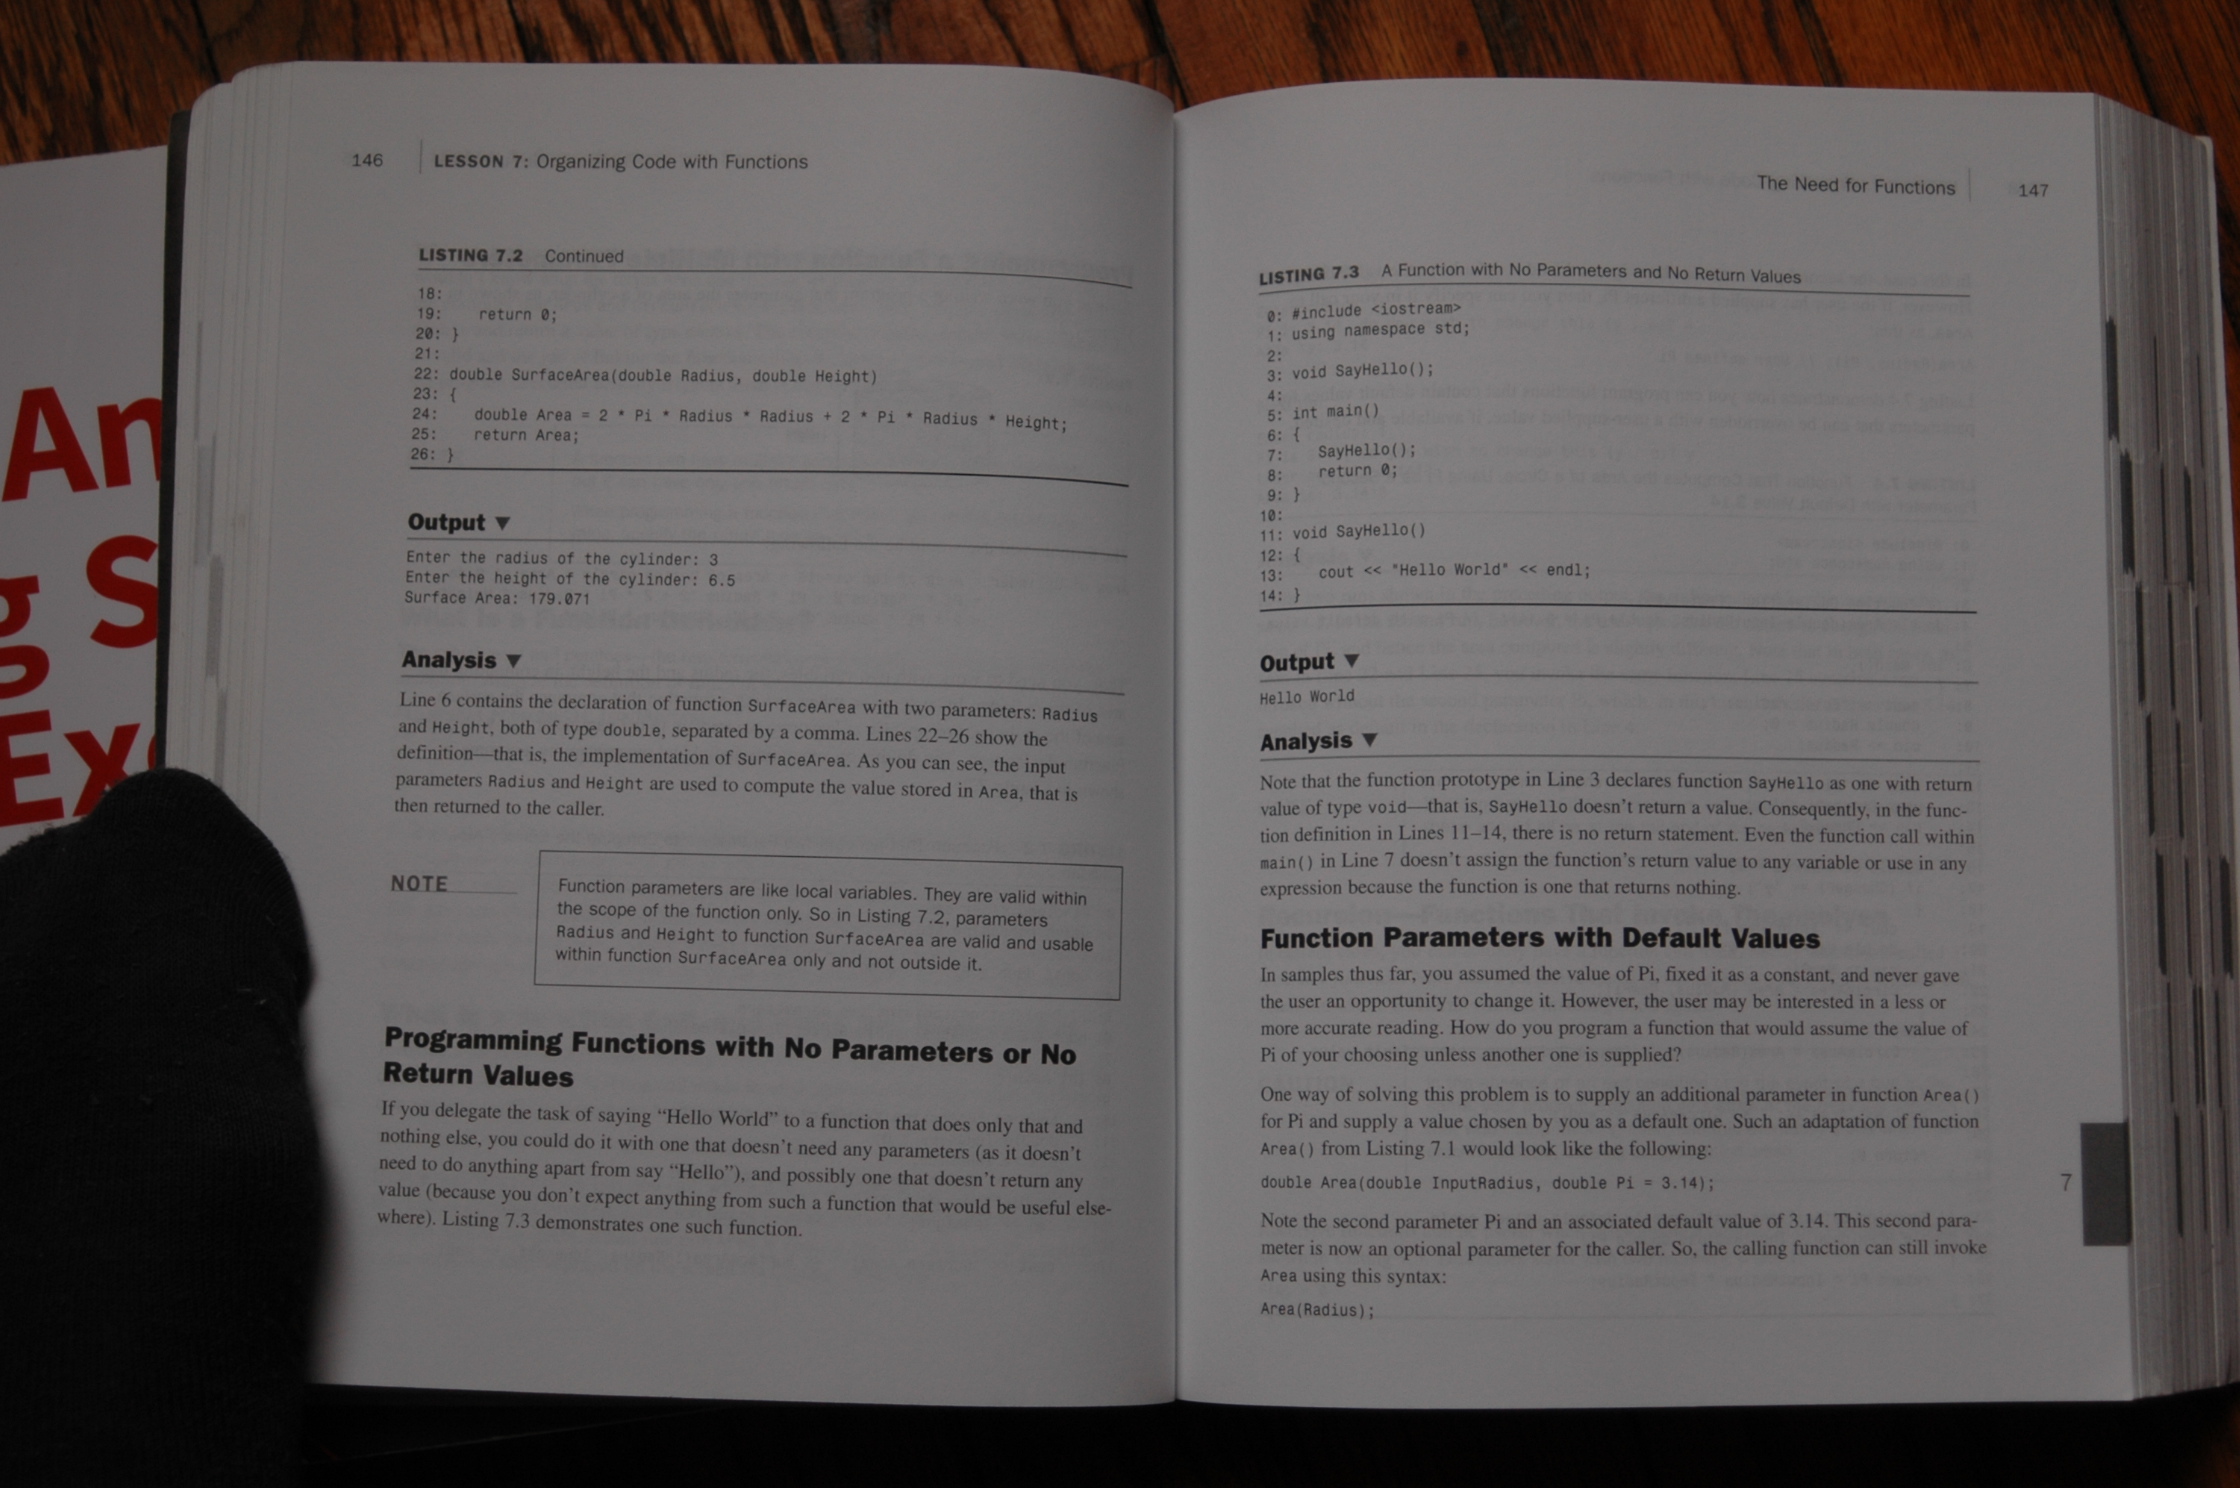 An
g S
Ex
146 LESSON 7: Organizing Code with Functions
LISTING 7.2 Continued
18:
19: return 0;
20: }
21:
22: double SurfaceArea(double Radius, double Height)
23: {
24: double Area = 2 * Pi * Radius * Radius + 2 * Pi * Radius * Height;
25: return Area;
26: }
Output ▼
Enter the radius of the cylinder: 3
Enter the height of the cylinder: 6.5
Surface Area: 179.071
Analysis ▼
Line 6 contains the declaration of function SurfaceArea with two parameters: Radius
and Height, both of type double, separated by a comma. Lines 22–26 show the
definition—that is, the implementation of SurfaceArea. As you can see, the input
parameters Radius and Height are used to compute the value stored in Area, that is
then returned to the caller.
NOTE
Function parameters are like local variables. They are valid within
the scope of the function only. So in Listing 7.2, parameters
Radius and Height to function SurfaceArea are valid and usable
within function SurfaceArea only and not outside it.
Programming Functions with No Parameters or No
Return Values
If you delegate the task of saying “Hello World” to a function that does only that and
nothing else, you could do it with one that doesn’t need any parameters (as it doesn’t
need to do anything apart from say “Hello”), and possibly one that doesn’t return any
value (because you don’t expect anything from such a function that would be useful else-
where). Listing 7.3 demonstrates one such function.
The Need for Functions 147
LISTING 7.3 A Function with No Parameters and No Return Values
0: #include <iostream>
1: using namespace std;
2:
3: void SayHello();
4:
5: int main()
6: {
7: SayHello();
8: return 0;
9: }
10:
11: void SayHello()
12: {
13: cout << "Hello World" << endl;
14: }
Output ▼
Hello World
Analysis ▼
Note that the function prototype in Line 3 declares function SayHello as one with return
value of type void—that is, SayHello doesn’t return a value. Consequently, in the func-
tion definition in Lines 11–14, there is no return statement. Even the function call within
main() in Line 7 doesn’t assign the function’s return value to any variable or use in any
expression because the function is one that returns nothing.
Function Parameters with Default Values
In samples thus far, you assumed the value of Pi, fixed it as a constant, and never gave
the user an opportunity to change it. However, the user may be interested in a less or
more accurate reading. How do you program a function that would assume the value of
Pi of your choosing unless another one is supplied?
One way of solving this problem is to supply an additional parameter in function Area()
for Pi and supply a value chosen by you as a default one. Such an adaptation of function
Area() from Listing 7.1 would look like the following:
double Area(double InputRadius, double Pi = 3.14);
Note the second parameter Pi and an associated default value of 3.14. This second para-
meter is now an optional parameter for the caller. So, the calling function can still invoke
Area using this syntax:
Area(Radius);
7